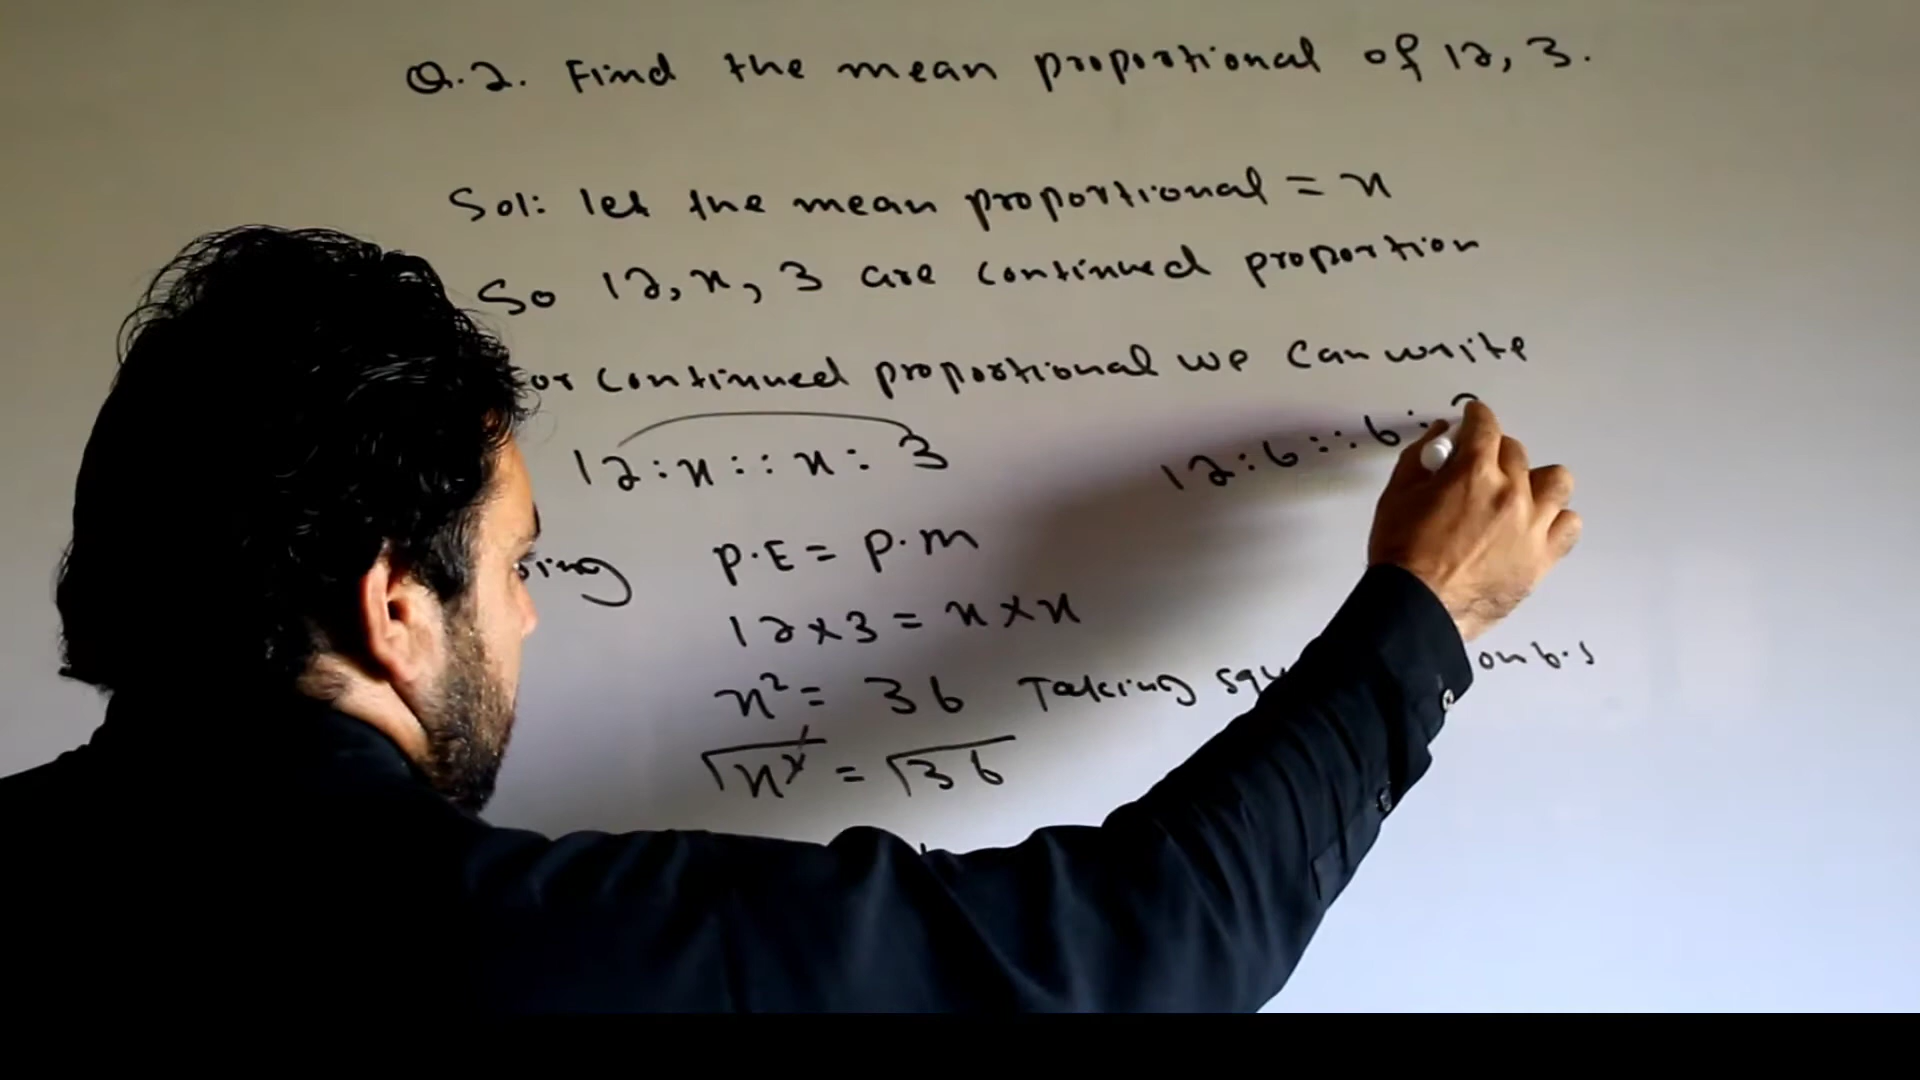 Q.2. Find the mean proportional of 12, 3.
Sol: let the mean proportional = x
So 12, x, 3 are continued proportion
continued proportional we can write
12 : x :: x : 3
12 : 6 :: 6 :
P.E = P.M
12 × 3 = x × x
x² = 36 Taking on b.s
√x² = √36